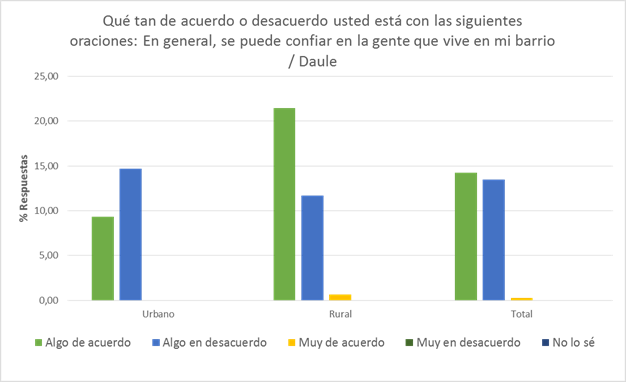 Qué tan de acuerdo o desacuerdo usted está con las siguientes
oraciones: En general, se puede confiar en la gente que vive en mi barrio
/ Daule
% Respuestas
25,00
20,00
15,00
10,00
5,00
0,00
Urbano Rural Total
Algo de acuerdo Algo en desacuerdo Muy de acuerdo Muy en desacuerdo No lo sé